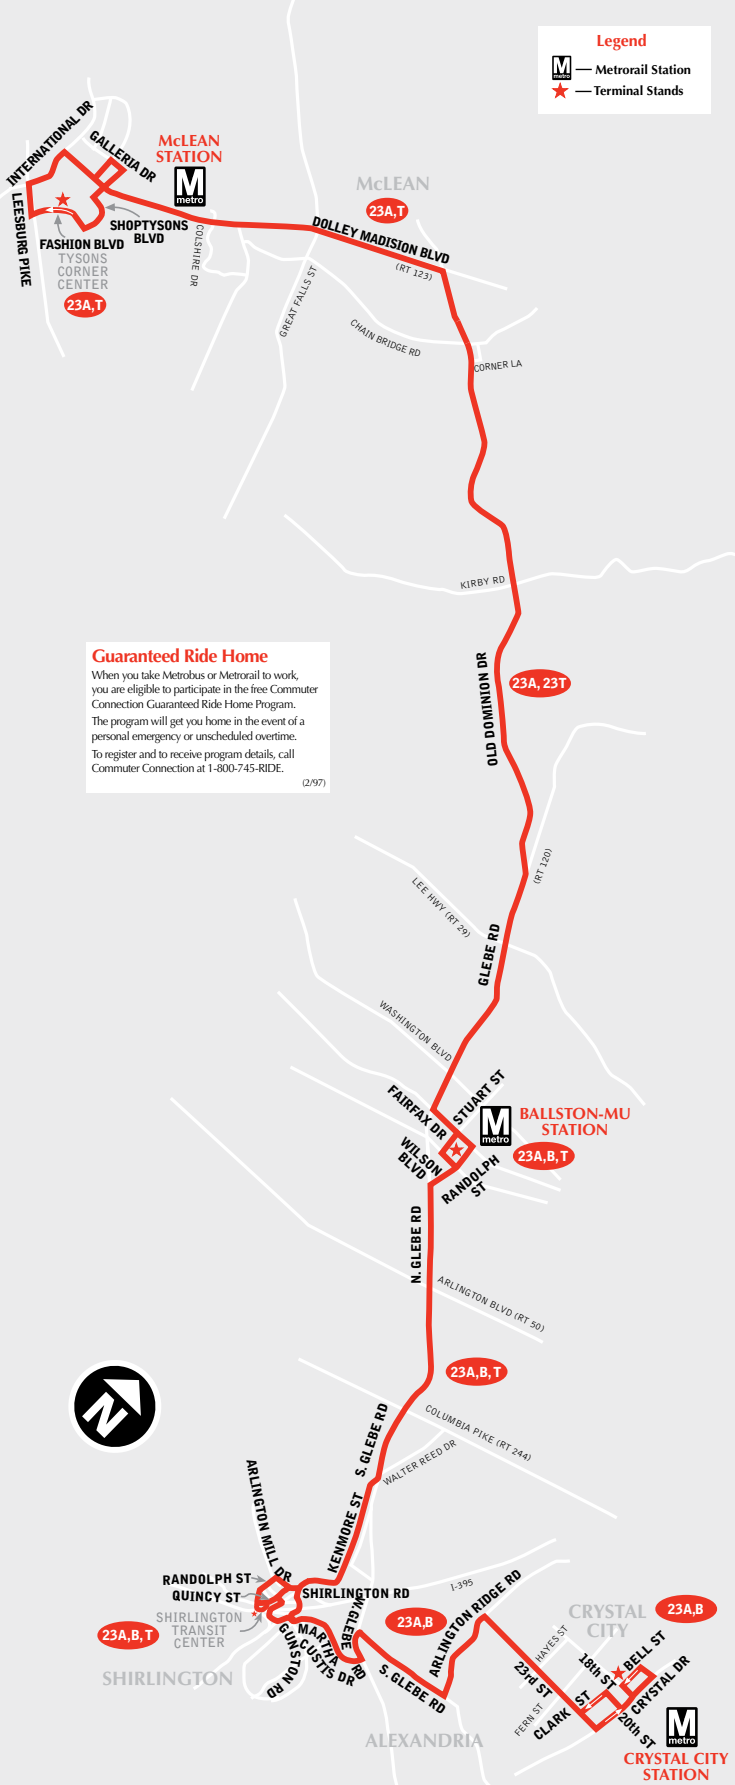 Legend
M
metro
— Metrorail Station
— Terminal Stands
INTERNATIONAL DR
GALLERIA DR
McLEAN
STATION
M
metro
McLEAN
23A,T
LEESBURG PIKE
SHOPTYSONS
BLVD
FASHION BLVD
TYSONS
CORNER
CENTER
23A,T
COLSHIRE DR
DOLLEY MADISION BLVD
(RT 123)
GREAT FALLS ST
CHAIN BRIDGE RD
CORNER LA
KIRBY RD
Guaranteed Ride Home
When you take Metrobus or Metrorail to work,
you are eligible to participate in the free Commuter
Connection Guaranteed Ride Home Program.
The program will get you home in the event of a
personal emergency or unscheduled overtime.
To register and to receive program details, call
Commuter Connection at 1-800-745-RIDE.
(2/97)
OLD DOMINION DR
23A, 23T
(RT 120)
LEE HWY (RT 29)
GLEBE RD
WASHINGTON BLVD
STUART ST
FAIRFAX DR
M
metro
BALLSTON-MU
STATION
23A,B,T
WILSON
BLVD
RANDOLPH
ST
N. GLEBE RD
ARLINGTON BLVD (RT 50)
23A,B,T
N
COLUMBIA PIKE (RT 244)
S. GLEBE RD
WALTER REED DR
ARLINGTON MILL DR
KENMORE ST
RANDOLPH ST
QUINCY ST
SHIRLINGTON RD
I-395
SHIRLINGTON
TRANSIT
CENTER
23A,B,T
SHIRLINGTON
GUNSTON RD
MARTHA
CUSTIS DR
W. GLEBE
RD
23A,B
S. GLEBE RD
ARLINGTON RIDGE RD
ALEXANDRIA
CRYSTAL
CITY
23A,B
HAYES ST
23rd ST
FERN ST
18th ST
BELL ST
CLARK ST
CRYSTAL DR
20th ST
M
metro
CRYSTAL CITY
STATION